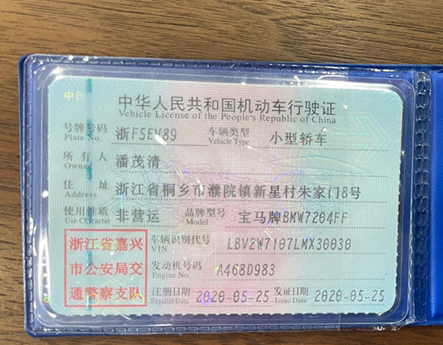 中华人民共和国机动车行驶证
Vehicle License of the People's Republic of China
号牌号码 浙F5EV89 车辆类型 小型轿车
Plate No. Vehicle Type
所有人 潘茂清
Owner
住址 浙江省桐乡市濮院镇新星村朱家门8号
Address
使用性质 非营运 品牌型号 宝马牌BMW7204FF
Use Character Model
浙江省嘉兴
市公安局交
通警察支队
车辆识别代号 LBV2W7107LMX30030
VIN
发动机号码 A468D983
Engine No.
注册日期 2020-05-25 发证日期 2020-05-25
Register Date Issue Date